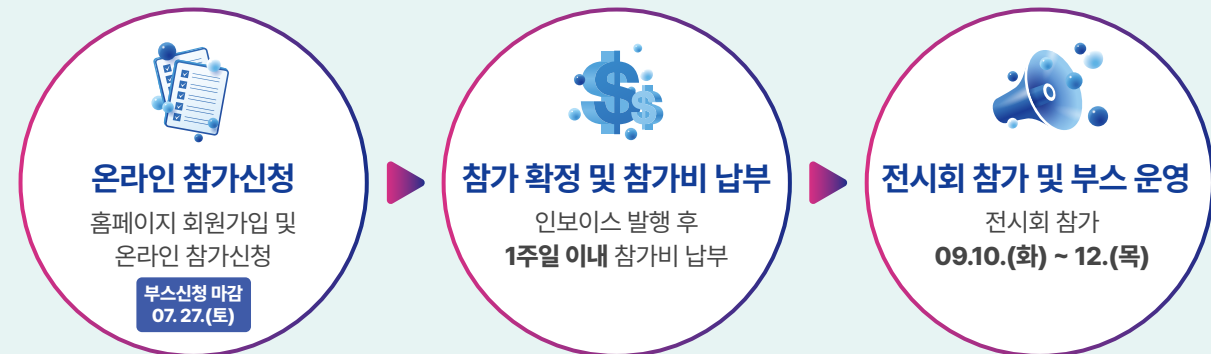 온라인 참가신청
홈페이지 회원가입 및
온라인 참가신청
부스신청 마감
07. 27.(토)
참가 확정 및 참가비 납부
인보이스 발행 후
1주일 이내 참가비 납부
전시회 참가 및 부스 운영
전시회 참가
09.10.(화) ~ 12.(목)